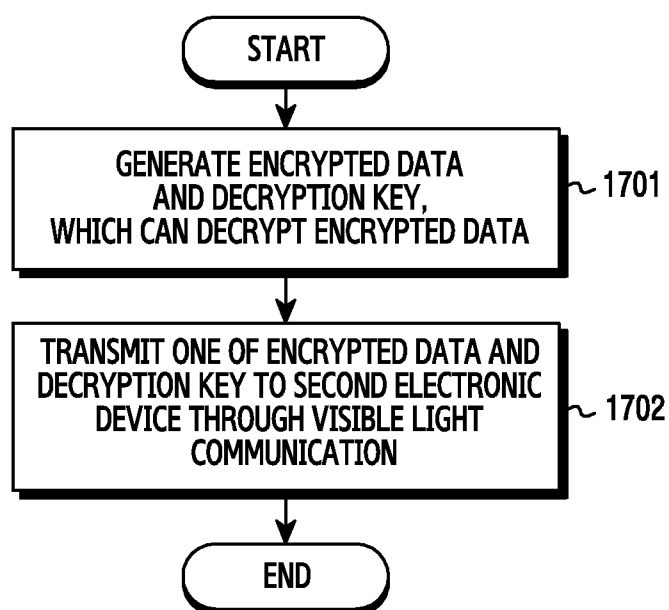 START
GENERATE ENCRYPTED DATA
AND DECRYPTION KEY,
WHICH CAN DECRYPT ENCRYPTED DATA
1701
TRANSMIT ONE OF ENCRYPTED DATA AND
DECRYPTION KEY TO SECOND ELECTRONIC
DEVICE THROUGH VISIBLE LIGHT
COMMUNICATION
1702
END